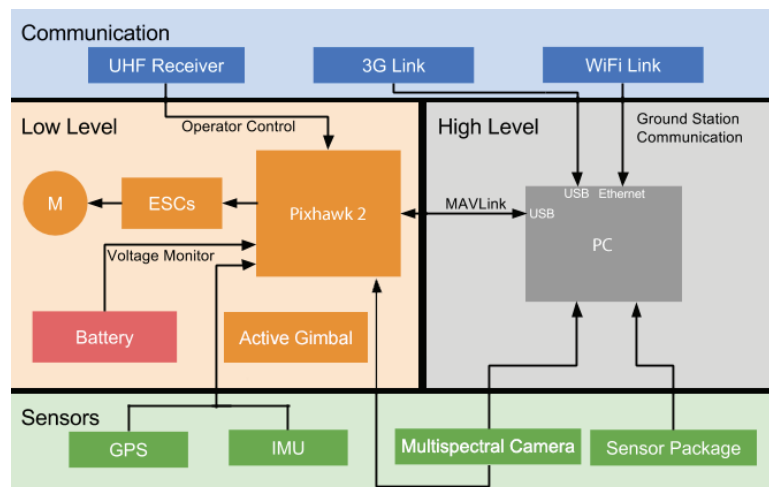 Communication
UHF Receiver
3G Link
WiFi Link
Low Level
Operator Control
High Level
Ground Station
Communication
M
ESCs
Pixhawk 2
MAVLink
USB
Ethernet
USB
PC
Voltage Monitor
Battery
Active Gimbal
Sensors
GPS
IMU
Multispectral Camera
Sensor Package